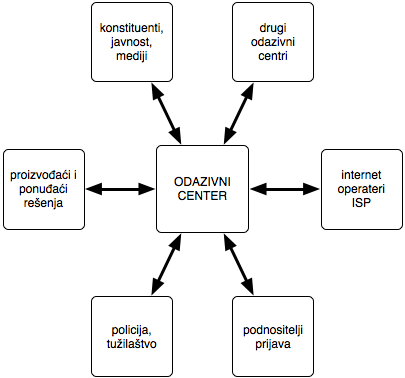 konstituenti,
javnost,
mediji
drugi
odazivni
centri
proizvođaći i
ponuđaći
rešenja
ODAZIVNI
CENTER
internet
operateri
ISP
policija,
tužilaštvo
podnositelji
prijava